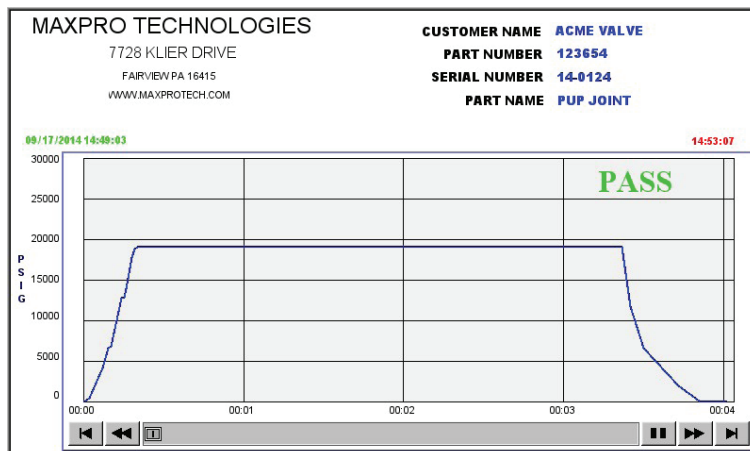 MAXPRO TECHNOLOGIES
7728 KLIER DRIVE
FAIRVIEW PA 16415
WWW.MAXPROTECH.COM
CUSTOMER NAME ACME VALVE
PART NUMBER 123654
SERIAL NUMBER 14-0124
PART NAME PUP JOINT
09/17/2014 14:49:03
14:53:07
PASS
PSIG
30000
25000
20000
15000
10000
5000
0
00:00 00:01 00:02 00:03 00:04